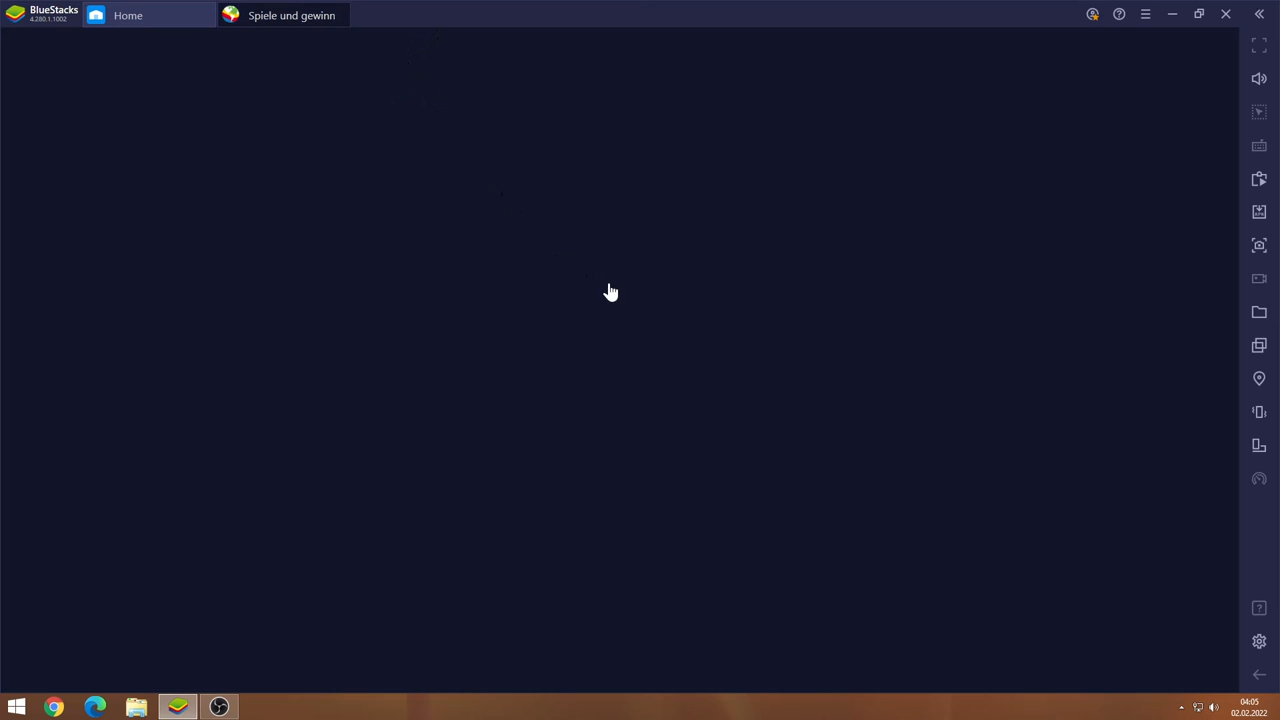 BlueStacks
4.280.1.1002
Home
Spiele und gewinn
04:05
02.02.2022